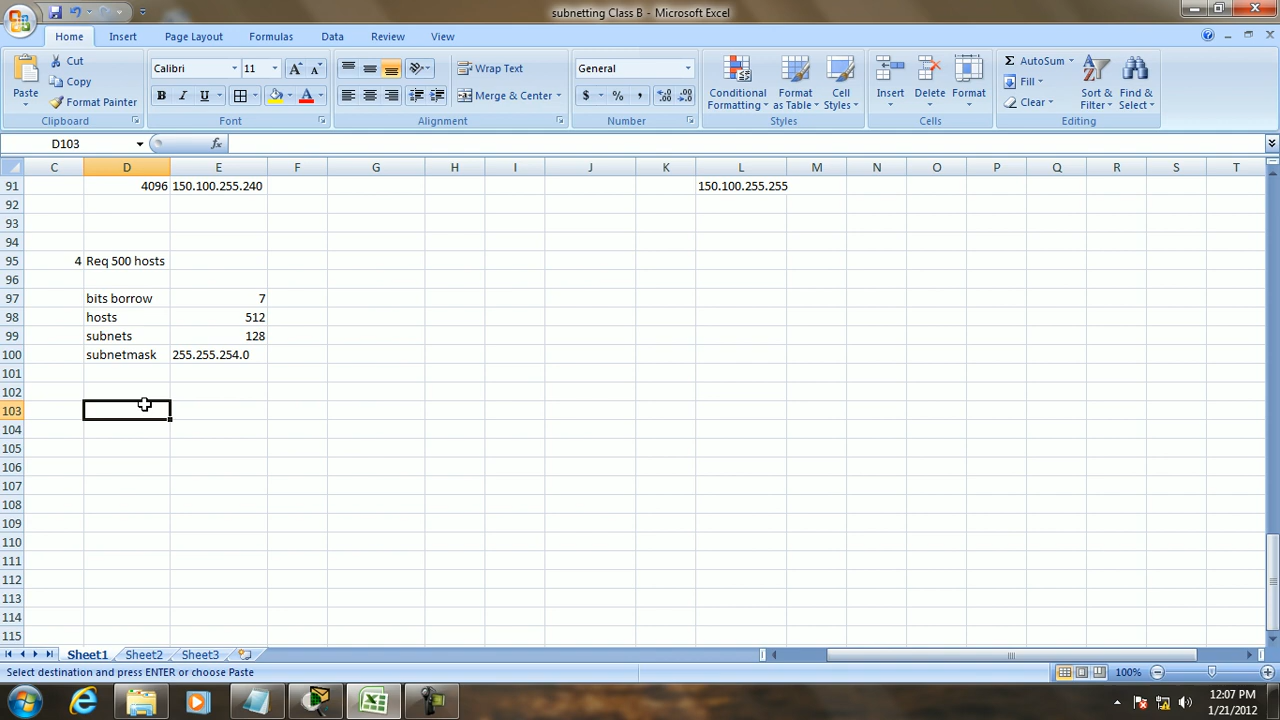 subnetting Class B - Microsoft Excel
Home Insert Page Layout Formulas Data Review View
Paste
Cut
Copy
Format Painter
Clipboard
Calibri 11 A A
B I U A
Font
Wrap Text
Merge & Center
Alignment
General
$ % , .0 .00 .00 .0
Number
Conditional Formatting
Format as Table
Cell Styles
Styles
Insert Delete Format
Cells
Σ AutoSum
Fill
Clear
Sort & Filter
Find & Select
Editing
D103 fx
C D E F G H I J K L M N O P Q R S T
91 4096 150.100.255.240 150.100.255.255
92
93
94
95 4 Req 500 hosts
96
97 bits borrow 7
98 hosts 512
99 subnets 128
100 subnetmask 255.255.254.0
101
102
103
104
105
106
107
108
109
110
111
112
113
114
115
Sheet1 Sheet2 Sheet3
Select destination and press ENTER or choose Paste 100%
12:07 PM
1/21/2012